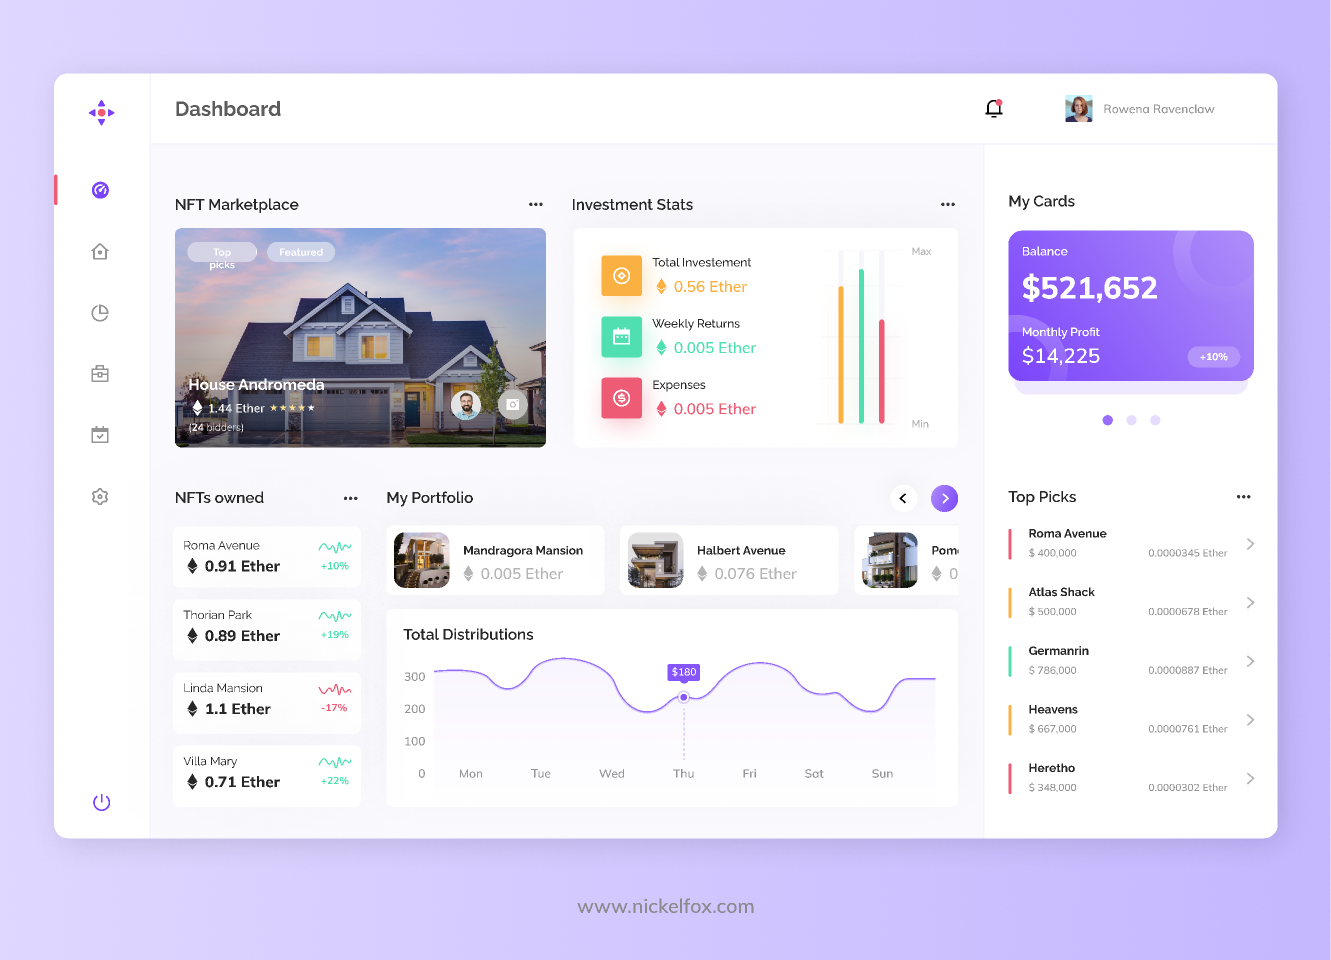 Dashboard
Rowena Ravenclaw
NFT Marketplace
Top
picks
Featured
House Andromeda
1.44 Ether
(24 bidders)
Investment Stats
Total Investement
0.56 Ether
Weekly Returns
0.005 Ether
Expenses
0.005 Ether
Max
Min
My Cards
Balance
$521,652
Monthly Profit
$14,225
+10%
NFTs owned
Roma Avenue
0.91 Ether
+10%
Thorian Park
0.89 Ether
+19%
Linda Mansion
1.1 Ether
-17%
Villa Mary
0.71 Ether
+22%
My Portfolio
Mandragora Mansion
0.005 Ether
Halbert Avenue
0.076 Ether
Pom
0
Total Distributions
$180
300
200
100
0
Mon Tue Wed Thu Fri Sat Sun
Top Picks
Roma Avenue
$ 400,000 0.0000345 Ether
Atlas Shack
$ 500,000 0.0000678 Ether
Germanrin
$ 786,000 0.0000887 Ether
Heavens
$ 667,000 0.0000761 Ether
Heretho
$ 348,000 0.0000302 Ether
www.nickelfox.com